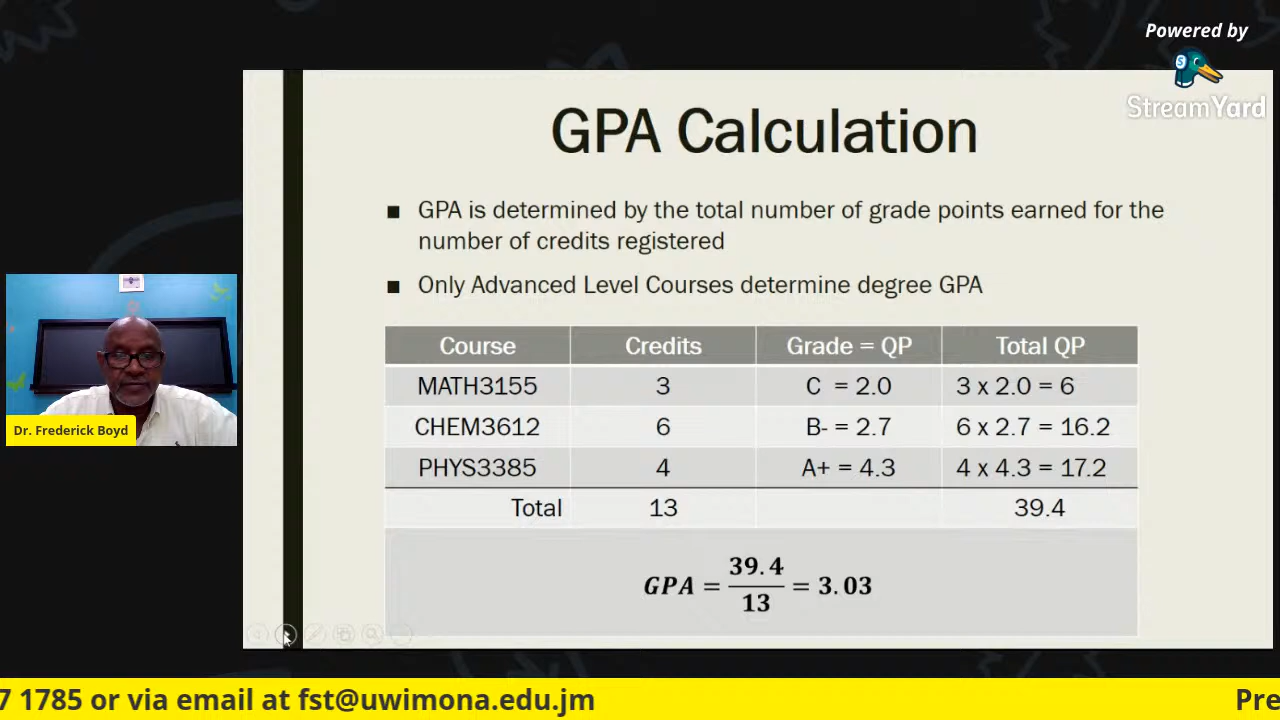 Powered by
StreamYard
GPA Calculation
■ GPA is determined by the total number of grade points earned for the
number of credits registered
■ Only Advanced Level Courses determine degree GPA
Course Credits Grade = QP Total QP
MATH3155 3 C = 2.0 3 x 2.0 = 6
CHEM3612 6 B- = 2.7 6 x 2.7 = 16.2
PHYS3385 4 A+ = 4.3 4 x 4.3 = 17.2
Total 13 39.4
GPA = 39.4/13 = 3.03
Dr. Frederick Boyd
7 1785 or via email at fst@uwimona.edu.jm Pre